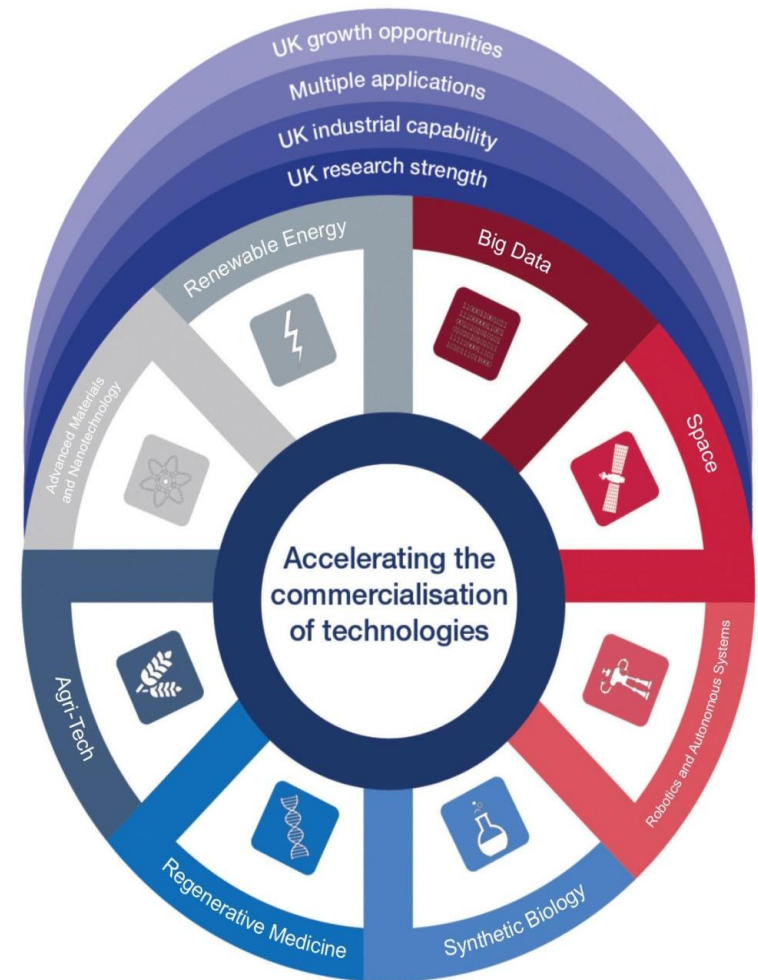 UK growth opportunities
Multiple applications
UK industrial capability
UK research strength
Renewable Energy
Big Data
Advanced Materials
and Nanotechnology
Space
Accelerating the
commercialisation
of technologies
Agri-Tech
Robotics and Autonomous Systems
Regenerative Medicine
Synthetic Biology